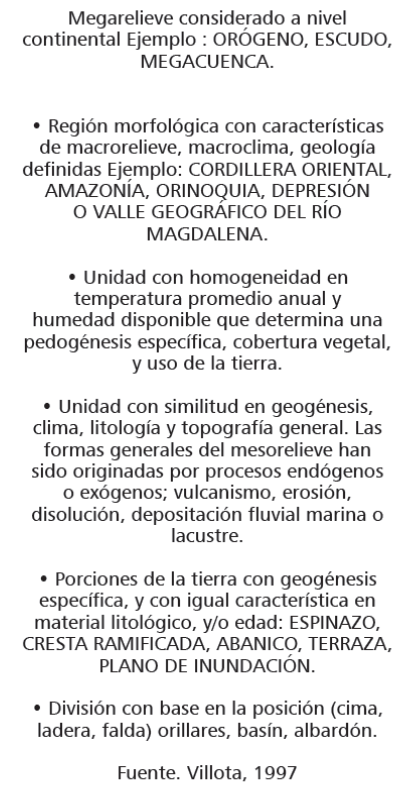 Megarelieve considerado a nivel
continental Ejemplo : ORÓGENO, ESCUDO,
MEGACUENCA.
• Región morfológica con características
de macrorelieve, macroclima, geología
definidas Ejemplo: CORDILLERA ORIENTAL,
AMAZONÍA, ORINOQUIA, DEPRESIÓN
O VALLE GEOGRÁFICO DEL RÍO
MAGDALENA.
• Unidad con homogeneidad en
temperatura promedio anual y
humedad disponible que determina una
pedogénesis específica, cobertura vegetal,
y uso de la tierra.
• Unidad con similitud en geogénesis,
clima, litología y topografía general. Las
formas generales del mesorelieve han
sido originadas por procesos endógenos
o exógenos; vulcanismo, erosión,
disolución, depositación fluvial marina o
lacustre.
• Porciones de la tierra con geogénesis
específica, y con igual característica en
material litológico, y/o edad: ESPINAZO,
CRESTA RAMIFICADA, ABANICO, TERRAZA,
PLANO DE INUNDACIÓN.
• División con base en la posición (cima,
ladera, falda) orillares, basín, albardón.
Fuente. Villota, 1997